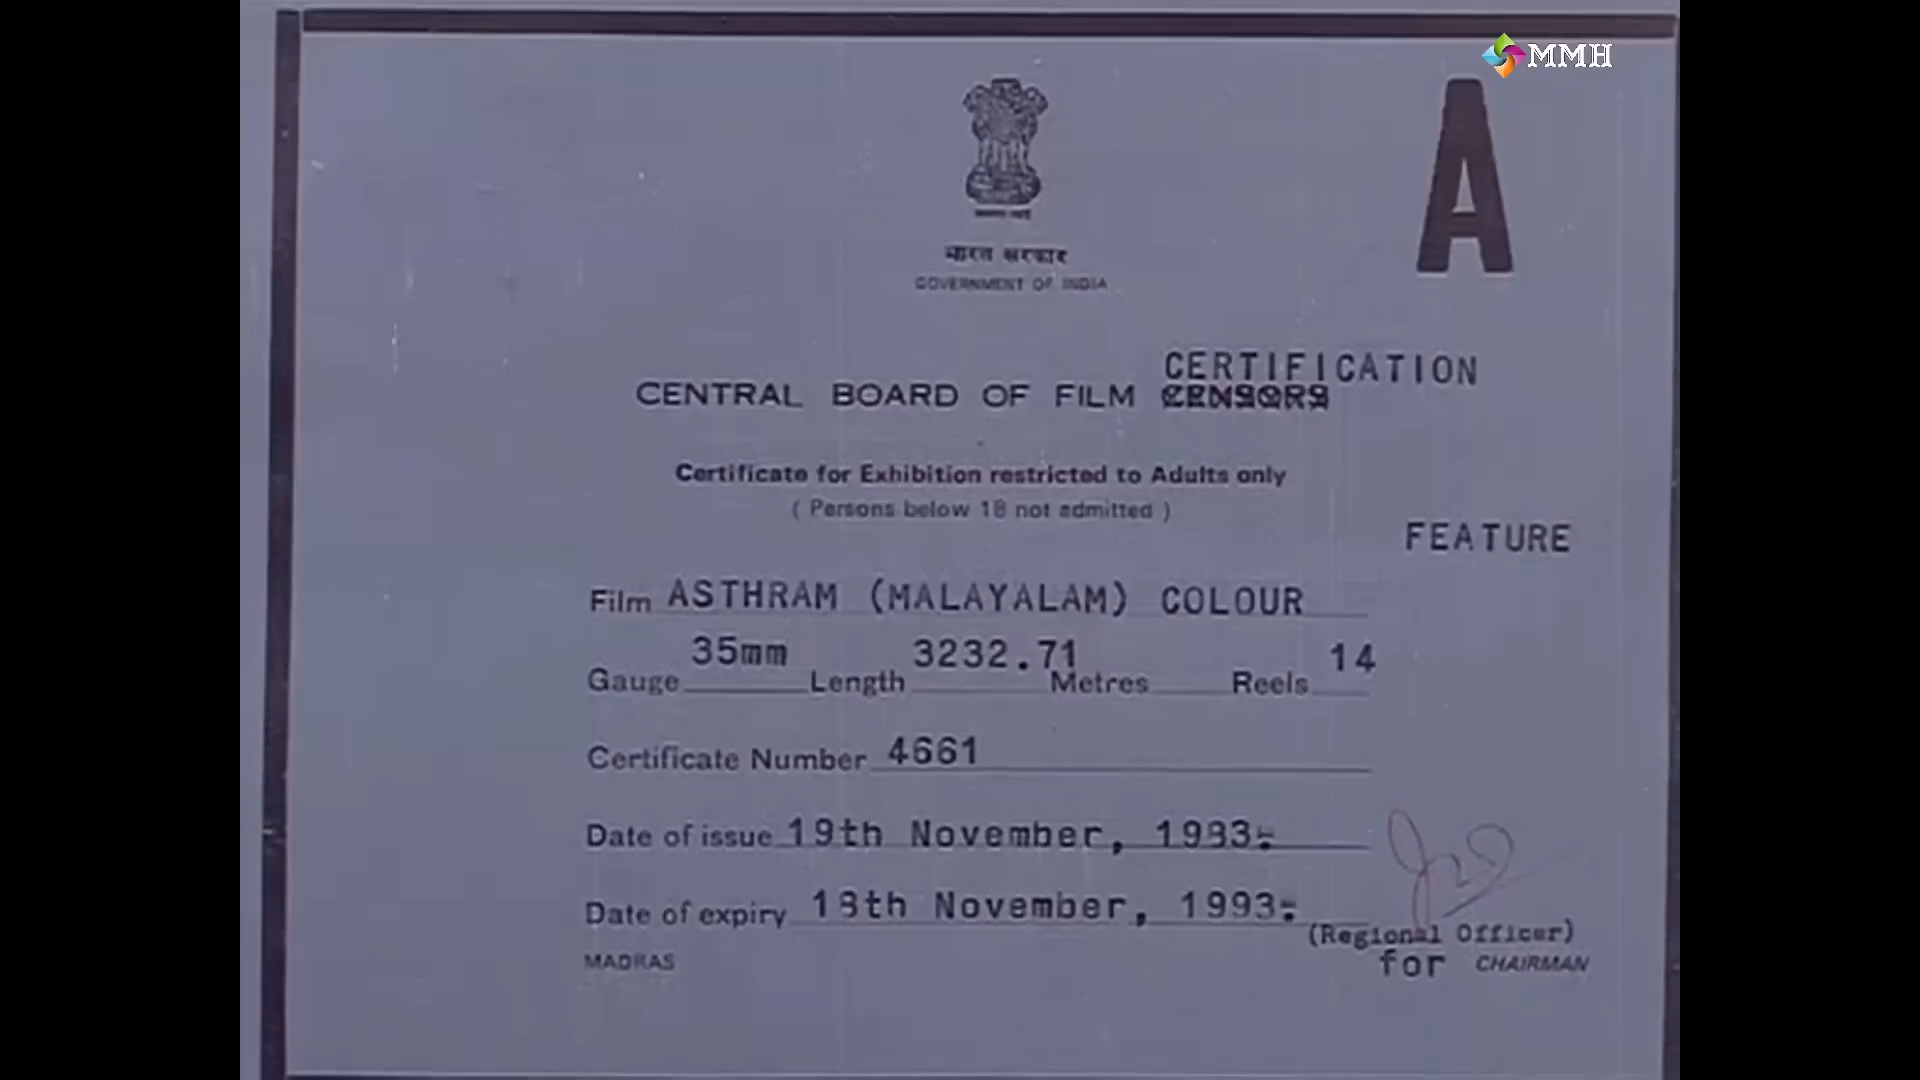 MMH
A
भारत सरकार
GOVERNMENT OF INDIA
CERTIFICATION
CENTRAL BOARD OF FILM CENSORS
Certificate for Exhibition restricted to Adults only
( Persons below 18 not admitted )
FEATURE
Film ASTHRAM (MALAYALAM) COLOUR
Gauge 35mm Length 3232.71 Metres Reels 14
Certificate Number 4661
Date of issue 19th November, 1983.
Date of expiry 18th November, 1993.
(Regional Officer)
MADRAS for CHAIRMAN